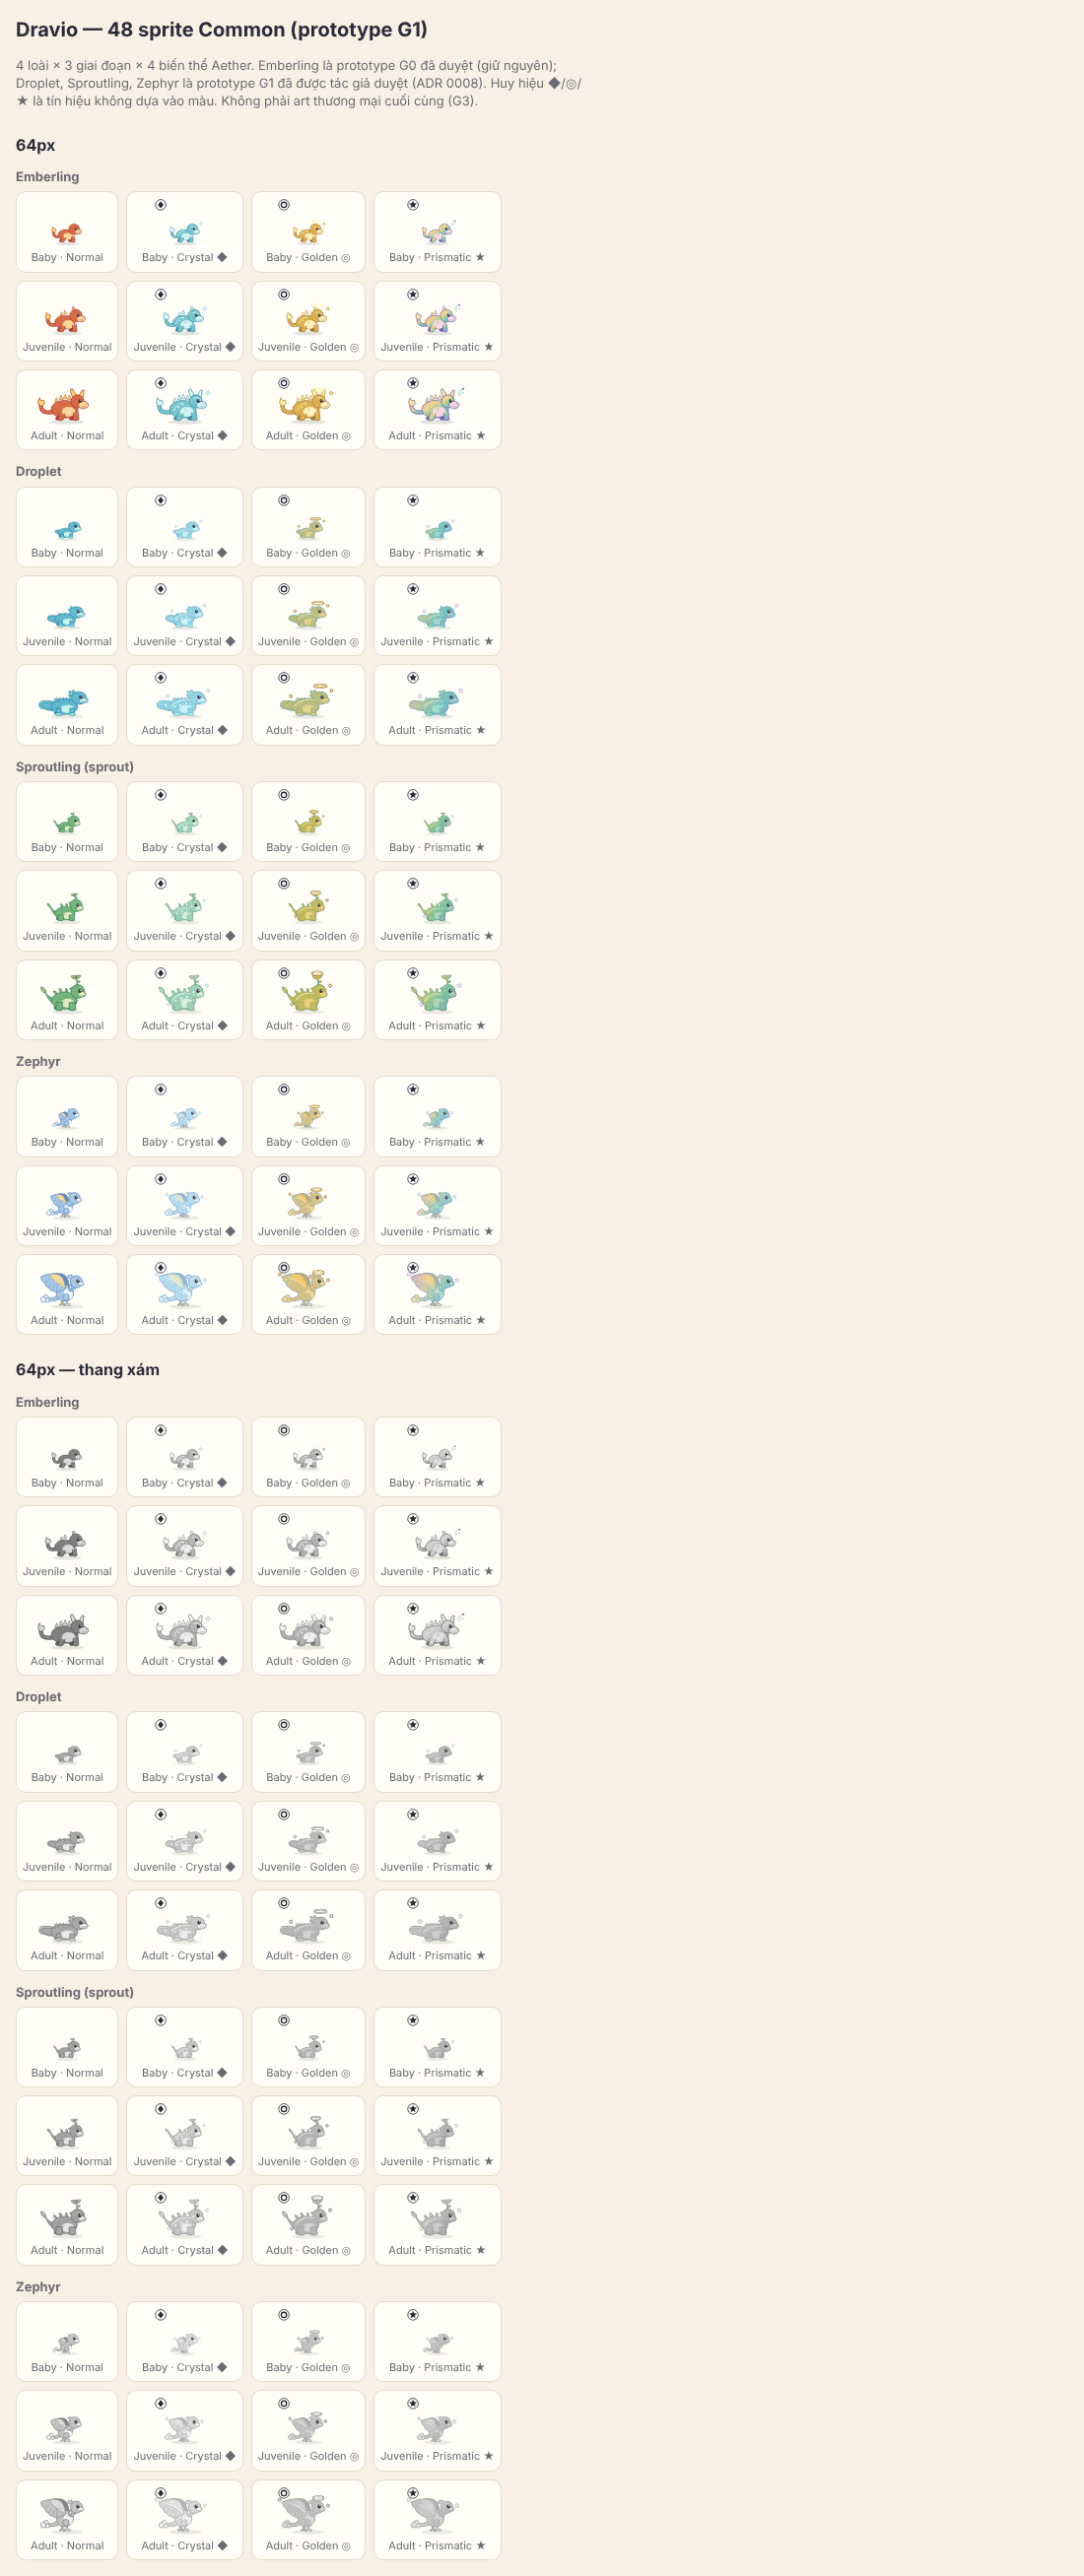 Dravio — 48 sprite Common (prototype G1)
4 loài × 3 giai đoạn × 4 biến thể Aether. Emberling là prototype G0 đã duyệt (giữ nguyên);
Droplet, Sproutling, Zephyr là prototype G1 đã được tác giả duyệt (ADR 0008). Huy hiệu ◆/◎/
★ là tín hiệu không dựa vào màu. Không phải art thương mại cuối cùng (G3).
64px
Emberling
Baby · Normal
Baby · Crystal ◆
Baby · Golden ◎
Baby · Prismatic ★
Juvenile · Normal
Juvenile · Crystal ◆
Juvenile · Golden ◎
Juvenile · Prismatic ★
Adult · Normal
Adult · Crystal ◆
Adult · Golden ◎
Adult · Prismatic ★
Droplet
Baby · Normal
Baby · Crystal ◆
Baby · Golden ◎
Baby · Prismatic ★
Juvenile · Normal
Juvenile · Crystal ◆
Juvenile · Golden ◎
Juvenile · Prismatic ★
Adult · Normal
Adult · Crystal ◆
Adult · Golden ◎
Adult · Prismatic ★
Sproutling (sprout)
Baby · Normal
Baby · Crystal ◆
Baby · Golden ◎
Baby · Prismatic ★
Juvenile · Normal
Juvenile · Crystal ◆
Juvenile · Golden ◎
Juvenile · Prismatic ★
Adult · Normal
Adult · Crystal ◆
Adult · Golden ◎
Adult · Prismatic ★
Zephyr
Baby · Normal
Baby · Crystal ◆
Baby · Golden ◎
Baby · Prismatic ★
Juvenile · Normal
Juvenile · Crystal ◆
Juvenile · Golden ◎
Juvenile · Prismatic ★
Adult · Normal
Adult · Crystal ◆
Adult · Golden ◎
Adult · Prismatic ★
64px — thang xám
Emberling
Baby · Normal
Baby · Crystal ◆
Baby · Golden ◎
Baby · Prismatic ★
Juvenile · Normal
Juvenile · Crystal ◆
Juvenile · Golden ◎
Juvenile · Prismatic ★
Adult · Normal
Adult · Crystal ◆
Adult · Golden ◎
Adult · Prismatic ★
Droplet
Baby · Normal
Baby · Crystal ◆
Baby · Golden ◎
Baby · Prismatic ★
Juvenile · Normal
Juvenile · Crystal ◆
Juvenile · Golden ◎
Juvenile · Prismatic ★
Adult · Normal
Adult · Crystal ◆
Adult · Golden ◎
Adult · Prismatic ★
Sproutling (sprout)
Baby · Normal
Baby · Crystal ◆
Baby · Golden ◎
Baby · Prismatic ★
Juvenile · Normal
Juvenile · Crystal ◆
Juvenile · Golden ◎
Juvenile · Prismatic ★
Adult · Normal
Adult · Crystal ◆
Adult · Golden ◎
Adult · Prismatic ★
Zephyr
Baby · Normal
Baby · Crystal ◆
Baby · Golden ◎
Baby · Prismatic ★
Juvenile · Normal
Juvenile · Crystal ◆
Juvenile · Golden ◎
Juvenile · Prismatic ★
Adult · Normal
Adult · Crystal ◆
Adult · Golden ◎
Adult · Prismatic ★